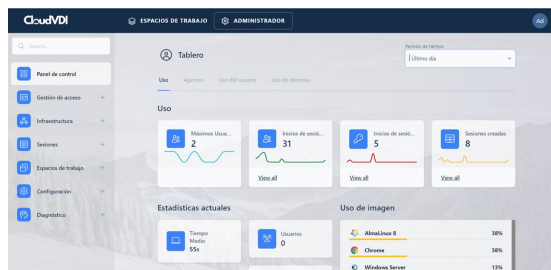 CloudVDI
ESPACIOS DE TRABAJO
ADMINISTRADOR
Ad
Search...
Panel de control
Gestión de acceso +
Infraestructura +
Sesiones +
Espacios de trabajo +
Configuración +
Diagnóstico +
Tablero
Periodo de tiempo
Último día
Uso
Agentes
Uso del usuario
Uso de dominio
Uso
Máximos Usua...
2
Inicios de sesió...
31
View all
Inicios de sesió...
5
View all
Sesiones creadas
8
View all
Estadísticas actuales
Tiempo
Medio
55s
Usuarios
0
Uso de imagen
AlmaLinux 8 38%
Chrome 38%
Windows Server 13%